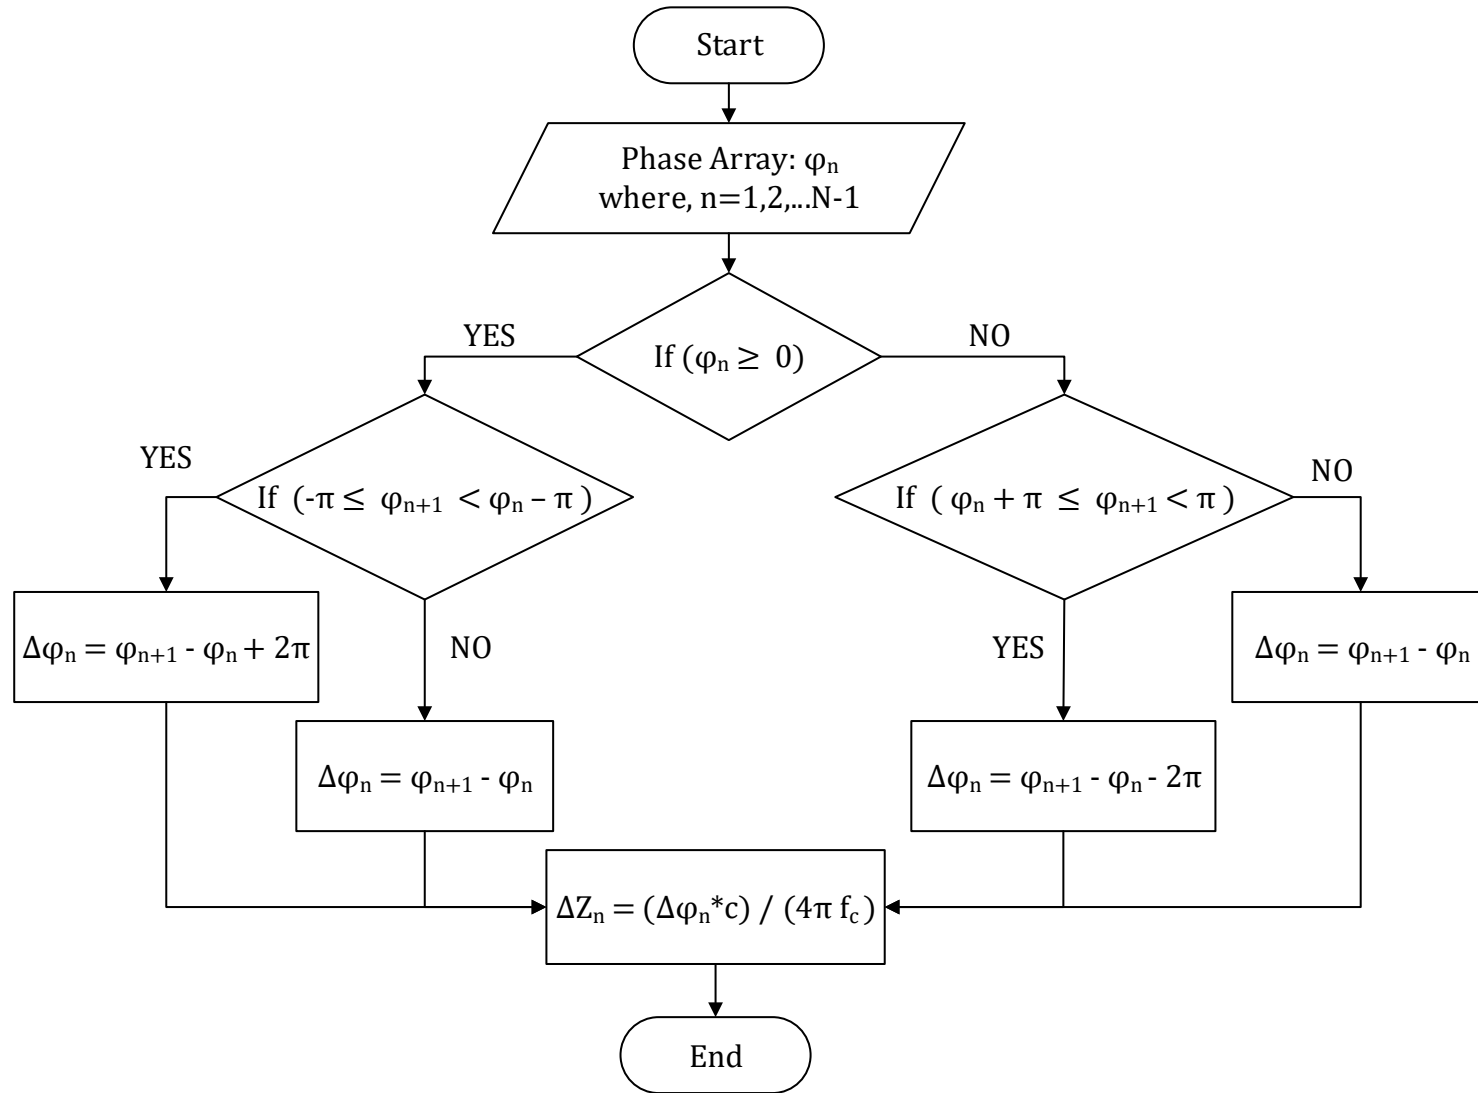 Start
Phase Array: φₙ
where, n=1,2,...N-1
If (φₙ ≥ 0)
YES
NO
If (-π ≤ φₙ₊₁ < φₙ – π )
YES
NO
If ( φₙ + π ≤ φₙ₊₁ < π )
NO
YES
Δφₙ = φₙ₊₁ - φₙ + 2π
Δφₙ = φₙ₊₁ - φₙ
Δφₙ = φₙ₊₁ - φₙ - 2π
Δφₙ = φₙ₊₁ - φₙ
ΔZₙ = (Δφₙ*c) / (4π f_c)
End